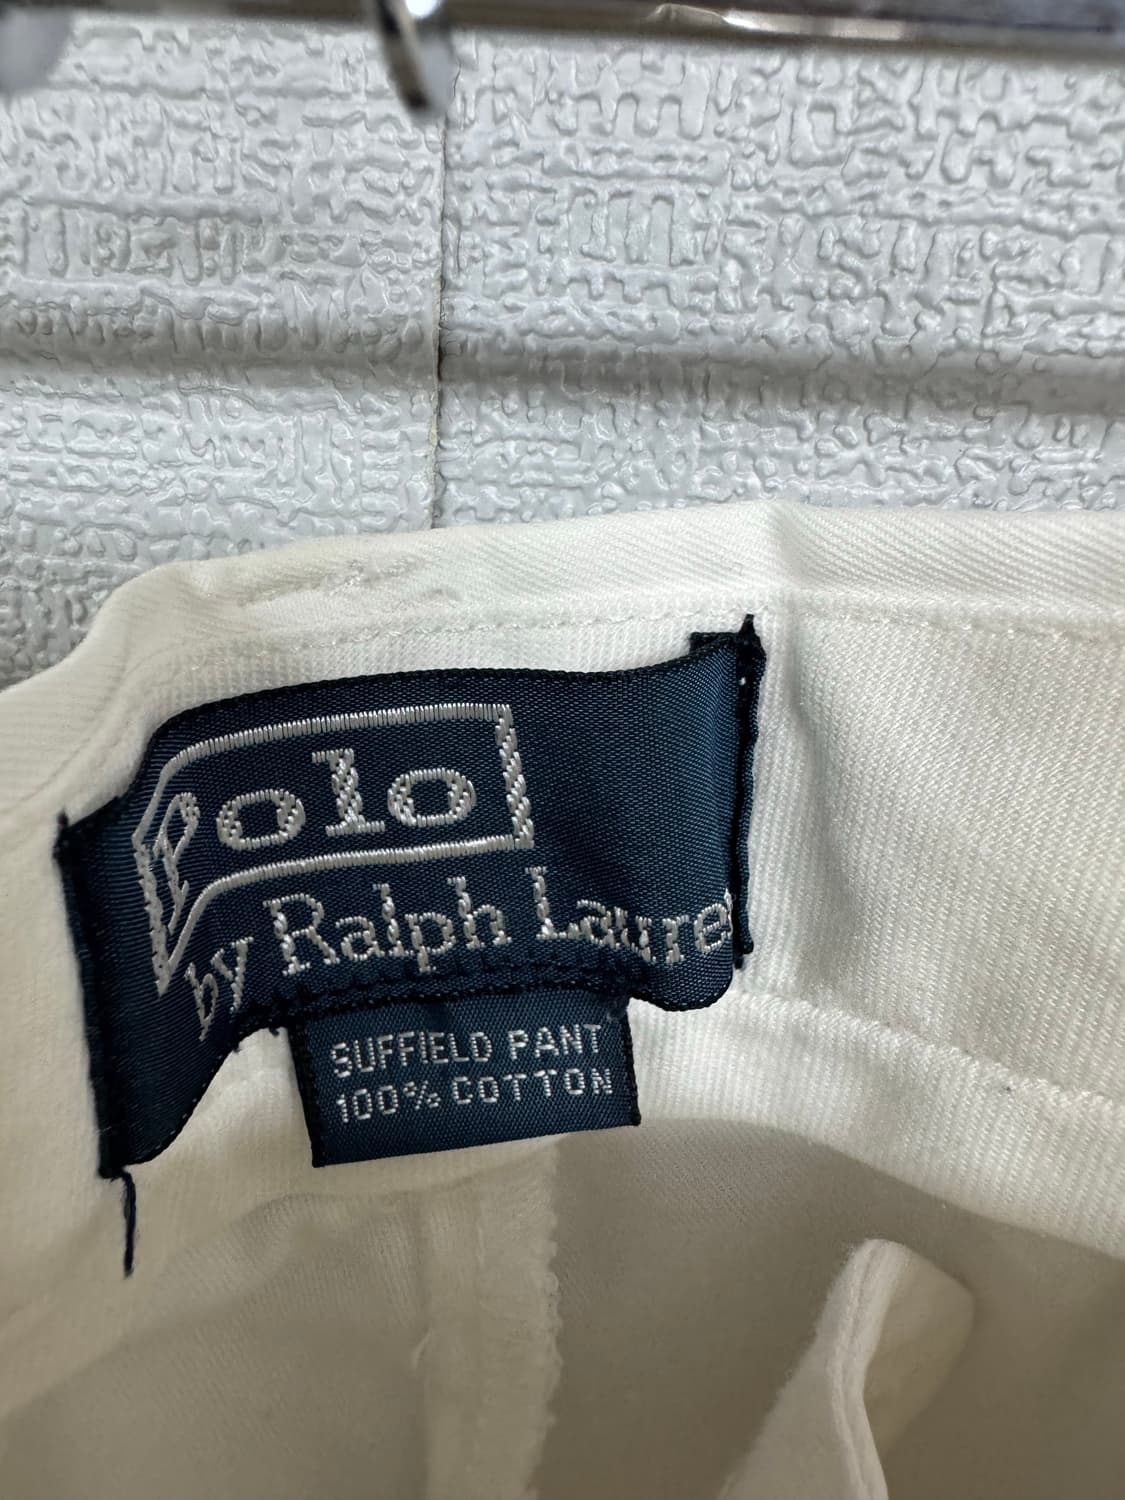 Polo
by Ralph Laure
SUFFIELD PANT
100% COTTON